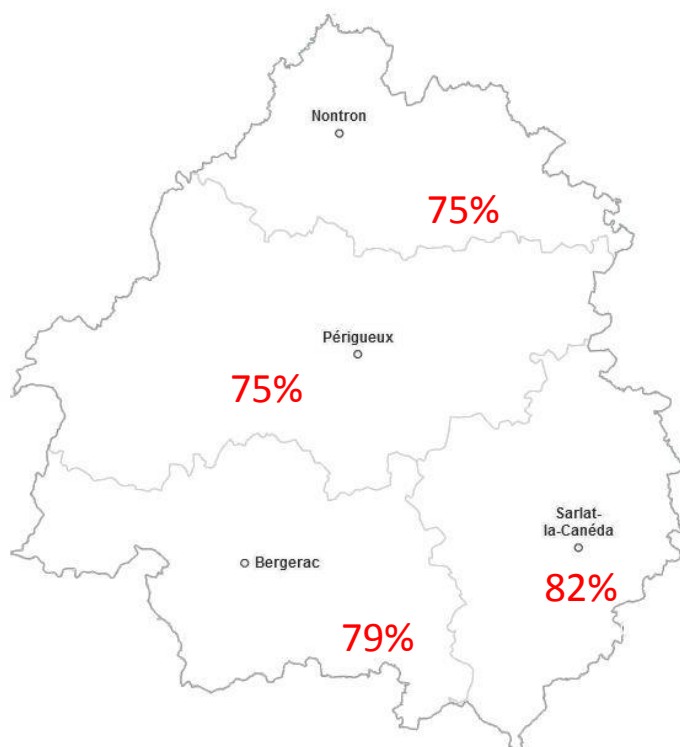 Nontron
75%
Périgueux
75%
Sarlat-
la-Canéda
Bergerac
82%
79%